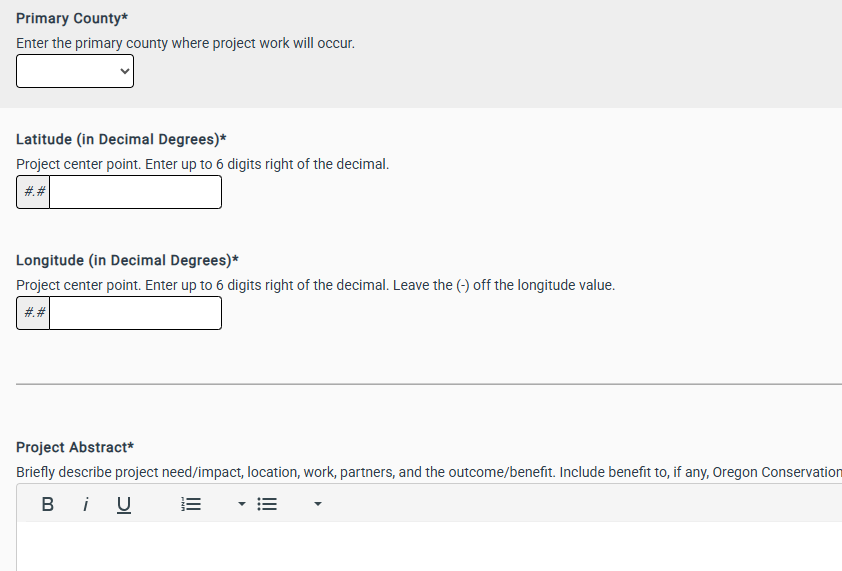 Primary County*
Enter the primary county where project work will occur.
Latitude (in Decimal Degrees)*
Project center point. Enter up to 6 digits right of the decimal.
#.#
Longitude (in Decimal Degrees)*
Project center point. Enter up to 6 digits right of the decimal. Leave the (-) off the longitude value.
#.#
Project Abstract*
Briefly describe project need/impact, location, work, partners, and the outcome/benefit. Include benefit to, if any, Oregon Conservation
B i U